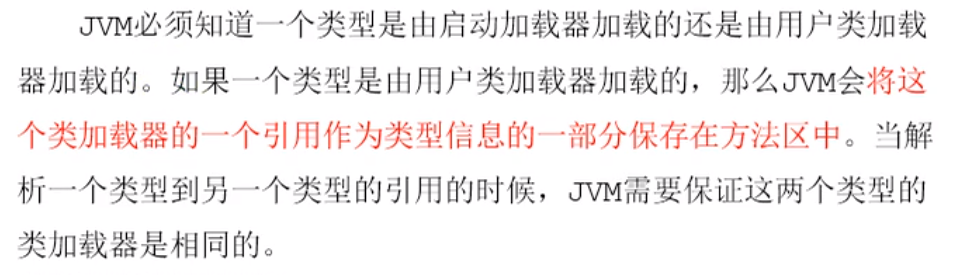 JVM必须知道一个类型是由启动加载器加载的还是由用户类加载
器加载的。如果一个类型是由用户类加载器加载的，那么JVM会将这
个类加载器的一个引用作为类型信息的一部分保存在方法区中。当解
析一个类型到另一个类型的引用的时候，JVM需要保证这两个类型的
类加载器是相同的。